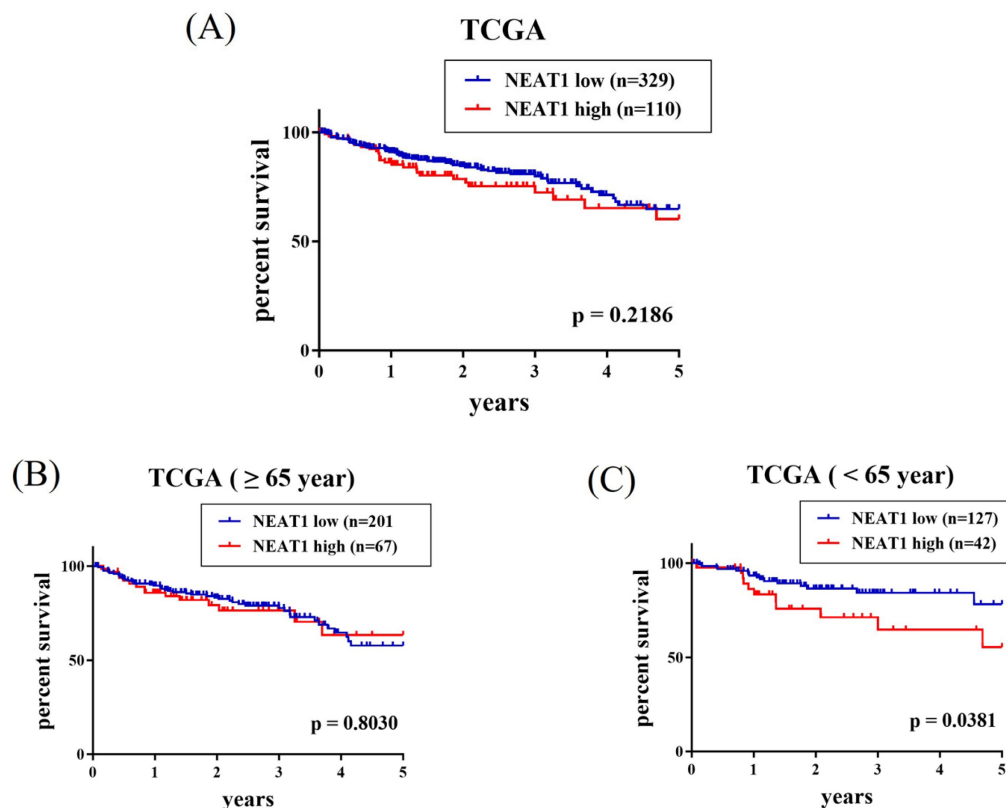 (A)
TCGA
NEAT1 low (n=329)
NEAT1 high (n=110)
percent survival
100
50
0
p = 0.2186
0 1 2 3 4 5
years
(B)
TCGA ( ≥ 65 year)
NEAT1 low (n=201
NEAT1 high (n=67)
percent survival
100
50
0
p = 0.8030
0 1 2 3 4 5
years
(C)
TCGA ( < 65 year)
NEAT1 low (n=127)
NEAT1 high (n=42)
percent survival
100
50
0
p = 0.0381
0 1 2 3 4 5
years